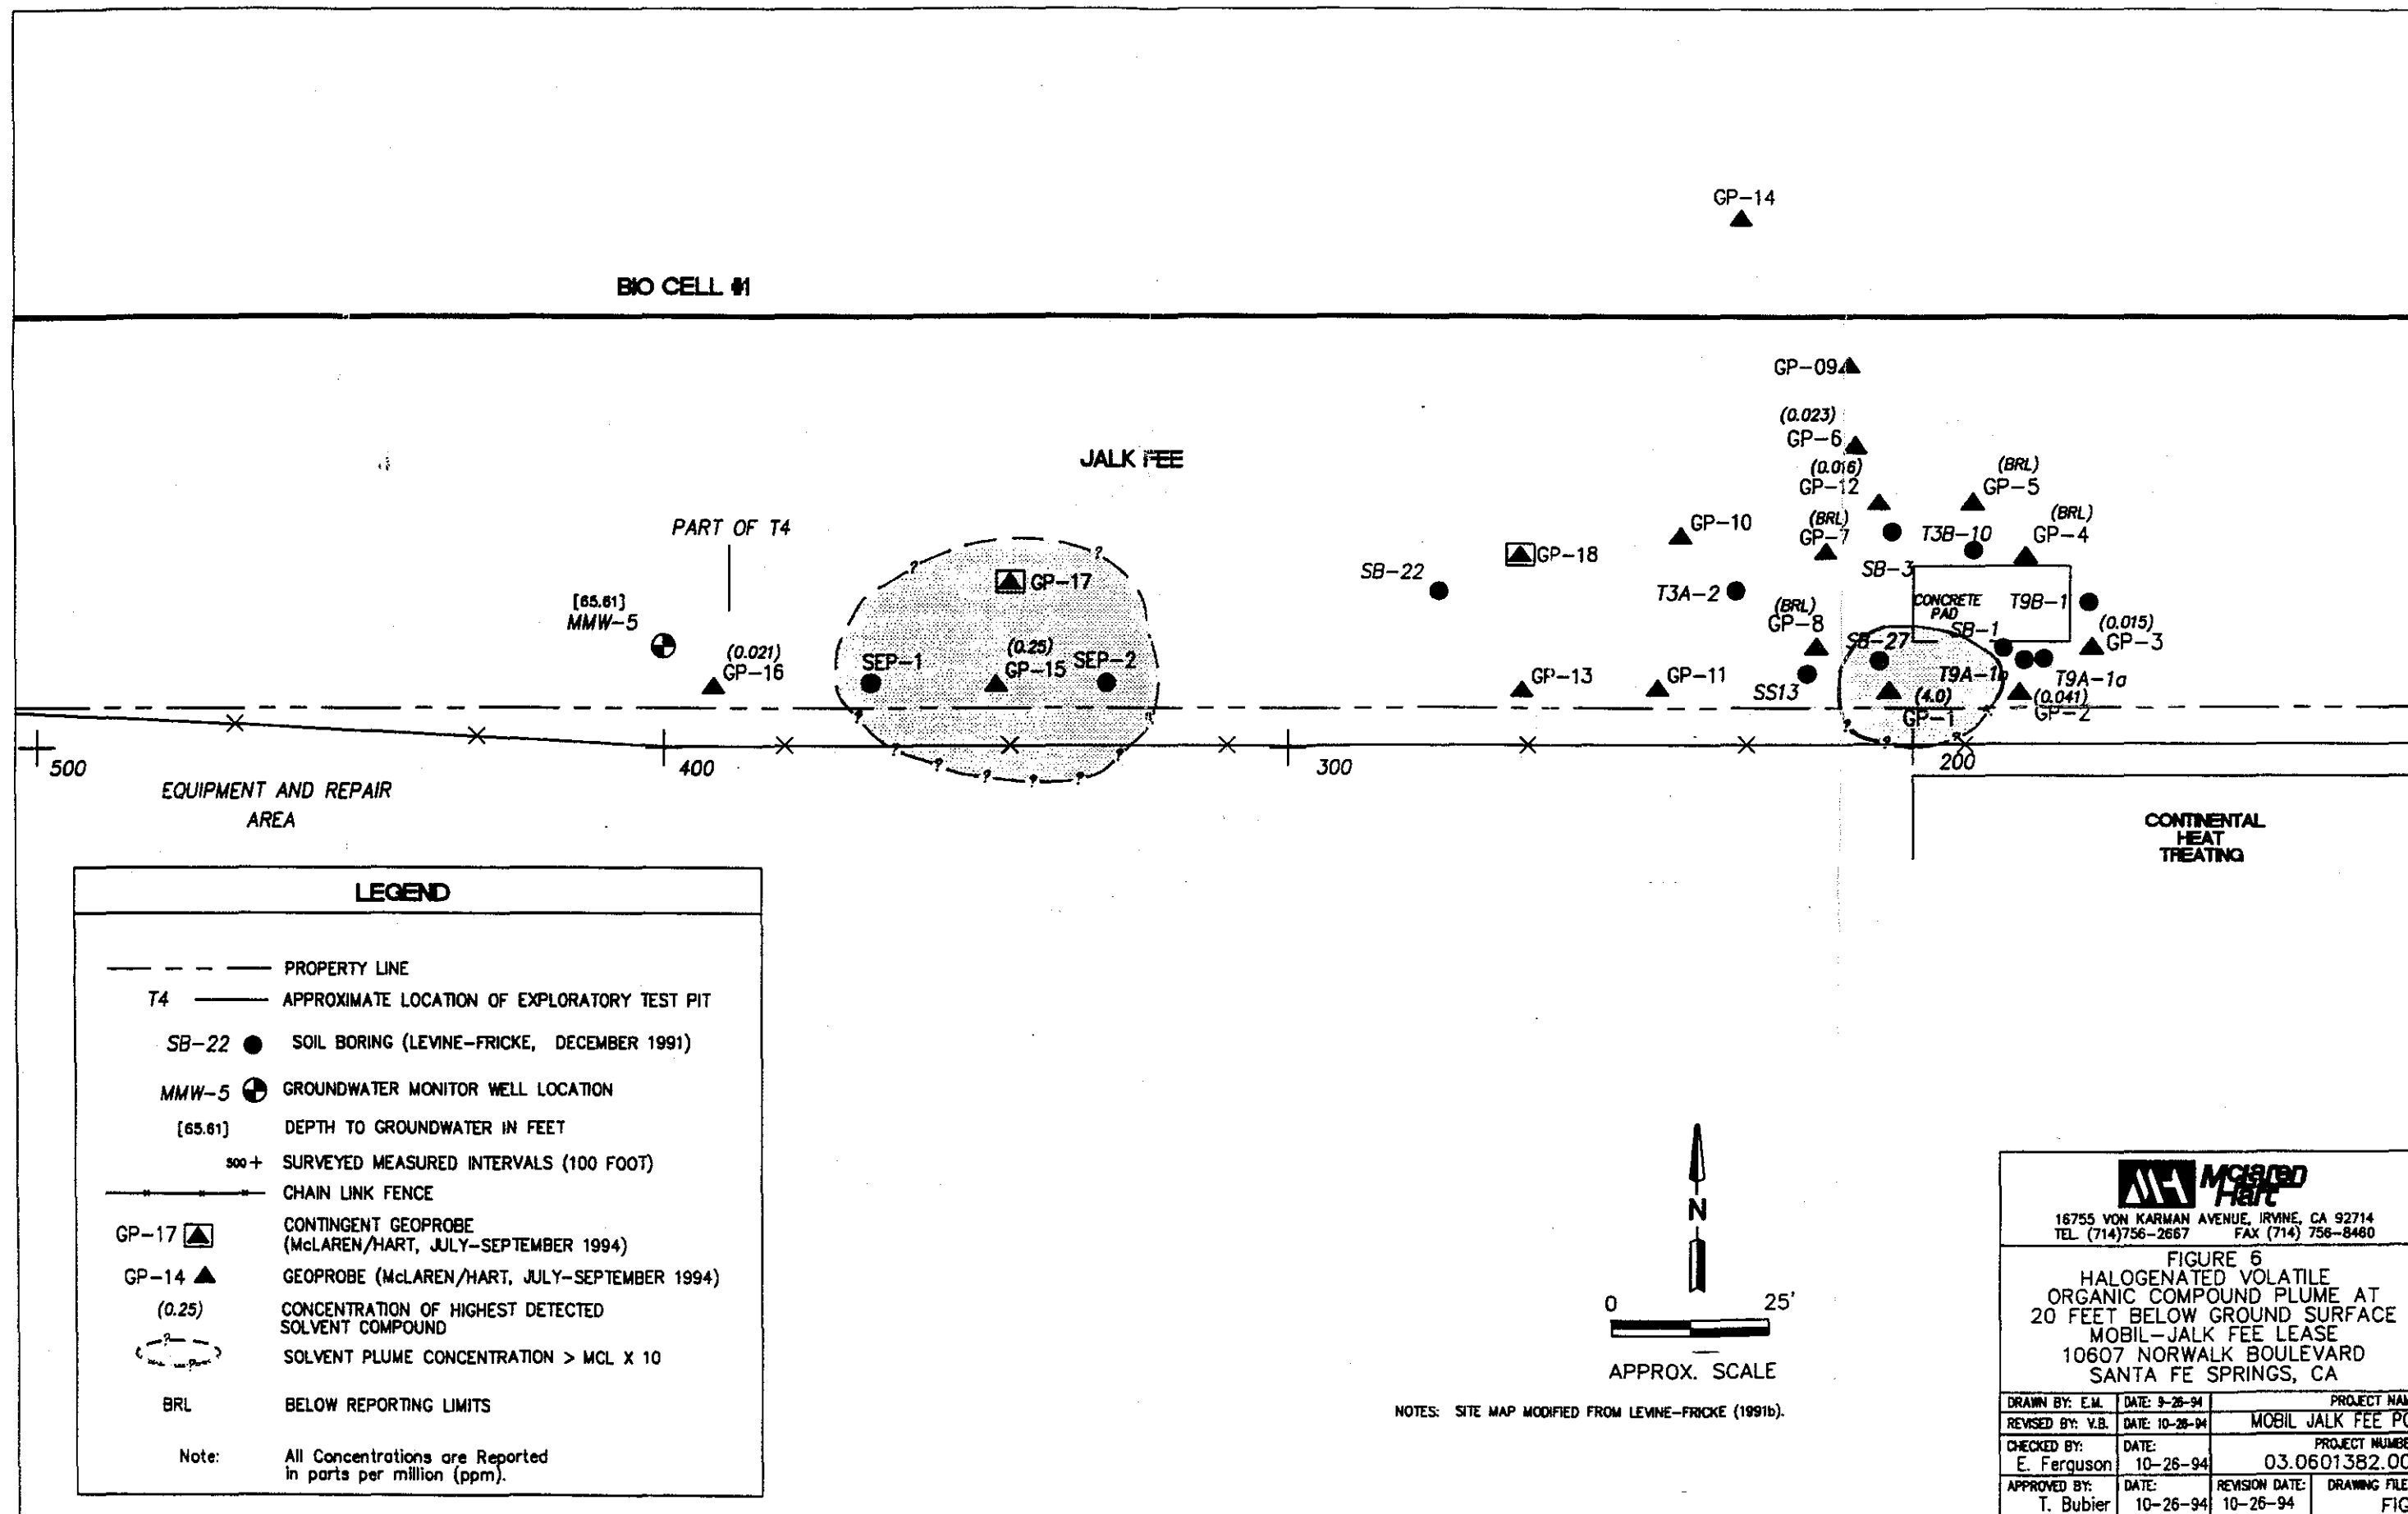 GP-14
BIO CELL #1
GP-09
(0.023)
GP-6
JALK FEE
(0.016)
GP-12
(BRL)
GP-5
PART OF T4
GP-10
(BRL)
GP-7
T3B-10
(BRL)
GP-4
GP-18
SB-3
GP-17
SB-22
T3A-2
CONCRETE
PAD
T9B-1
[65.61]
MMW-5
(BRL)
GP-8
SB-1
(0.015)
GP-3
(0.021)
GP-16
SEP-1
(0.25)
GP-15
SEP-2
SB-27
GP-13
GP-11
SS13
T9A-1b
T9A-1a
(4.0)
GP-1
(0.041)
GP-2
500
400
300
200
EQUIPMENT AND REPAIR
AREA
CONTINENTAL
HEAT
TREATING
LEGEND
PROPERTY LINE
T4 APPROXIMATE LOCATION OF EXPLORATORY TEST PIT
SB-22 SOIL BORING (LEVINE-FRICKE, DECEMBER 1991)
MMW-5 GROUNDWATER MONITOR WELL LOCATION
[65.61] DEPTH TO GROUNDWATER IN FEET
500+ SURVEYED MEASURED INTERVALS (100 FOOT)
CHAIN LINK FENCE
GP-17 CONTINGENT GEOPROBE
(McLAREN/HART, JULY-SEPTEMBER 1994)
GP-14 GEOPROBE (McLAREN/HART, JULY-SEPTEMBER 1994)
(0.25) CONCENTRATION OF HIGHEST DETECTED
SOLVENT COMPOUND
SOLVENT PLUME CONCENTRATION > MCL X 10
BRL BELOW REPORTING LIMITS
Note: All Concentrations are Reported
in parts per million (ppm).
N
0 25'
APPROX. SCALE
NOTES: SITE MAP MODIFIED FROM LEVINE-FRICKE (1991b).
McLaren
Hart
16755 VON KARMAN AVENUE, IRVINE, CA 92714
TEL. (714)756-2667 FAX (714) 756-8460
FIGURE 6
HALOGENATED VOLATILE
ORGANIC COMPOUND PLUME AT
20 FEET BELOW GROUND SURFACE
MOBIL-JALK FEE LEASE
10607 NORWALK BOULEVARD
SANTA FE SPRINGS, CA
DRAWN BY: E.M. DATE: 9-26-94 PROJECT NAM
REVISED BY: V.B. DATE: 10-26-94 MOBIL JALK FEE PO
CHECKED BY: DATE: PROJECT NUMBE
E. Ferguson 10-26-94 03.0601382.00
APPROVED BY: DATE: REVISION DATE: DRAWING FILE
T. Bubier 10-26-94 10-26-94 FIG